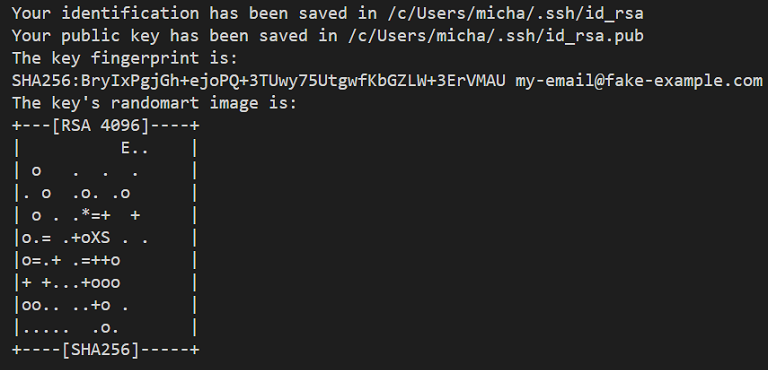 Your identification has been saved in /c/Users/micha/.ssh/id_rsa
Your public key has been saved in /c/Users/micha/.ssh/id_rsa.pub
The key fingerprint is:
SHA256:BryIxPgjGh+ejoPQ+3TUwy75UtgwfKbGZLW+3ErVMAU my-email@fake-example.com
The key's randomart image is:
+---[RSA 4096]----+
|         E..    |
| o   .  .  .     |
|. o  .o. .o      |
| o . .*=+  +     |
|o.= .+oXS . .    |
|o=.+ .=++o       |
|+ +...+ooo       |
|oo.. ..+o .      |
|.....  .o.       |
+----[SHA256]-----+